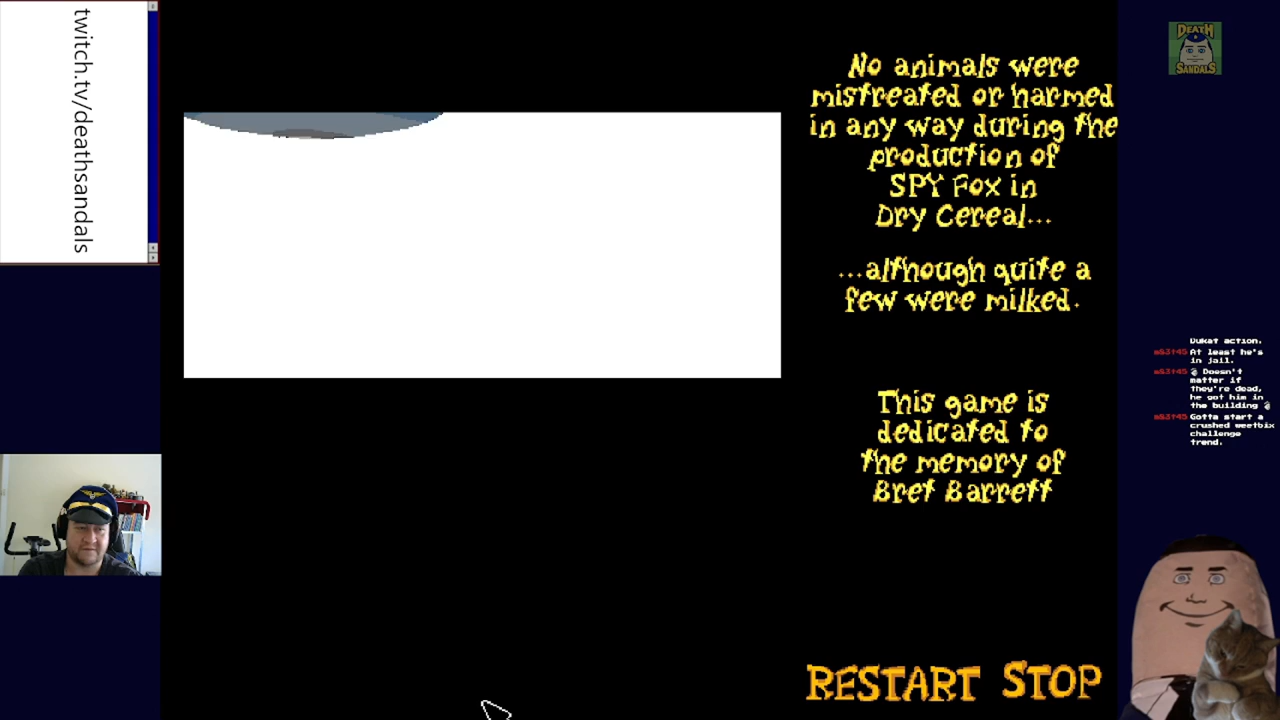 twitch.tv/deathsandals
No animals were
mistreated or harmed
in any way during the
production of
SPY Fox in
Dry Cereal...
...although quite a
few were milked.
This game is
dedicated to
the memory of
Bret Barrett
RESTART STOP
DEATH
SANDALS
Dukat action.
m53t45 At least he's
in jail.
m53t45 Doesn't
matter if
they're dead,
he got him in
the building
m53t45 Gotta start a
crushed weetbix
challenge
trend.